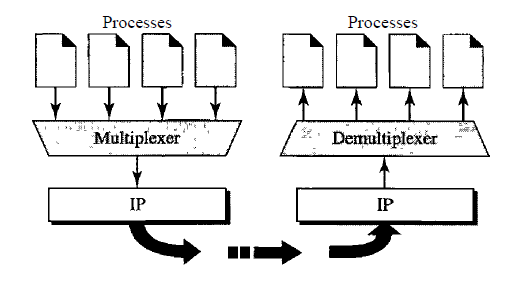 Processes
Processes
Multiplexer
Demultiplexer
IP
IP